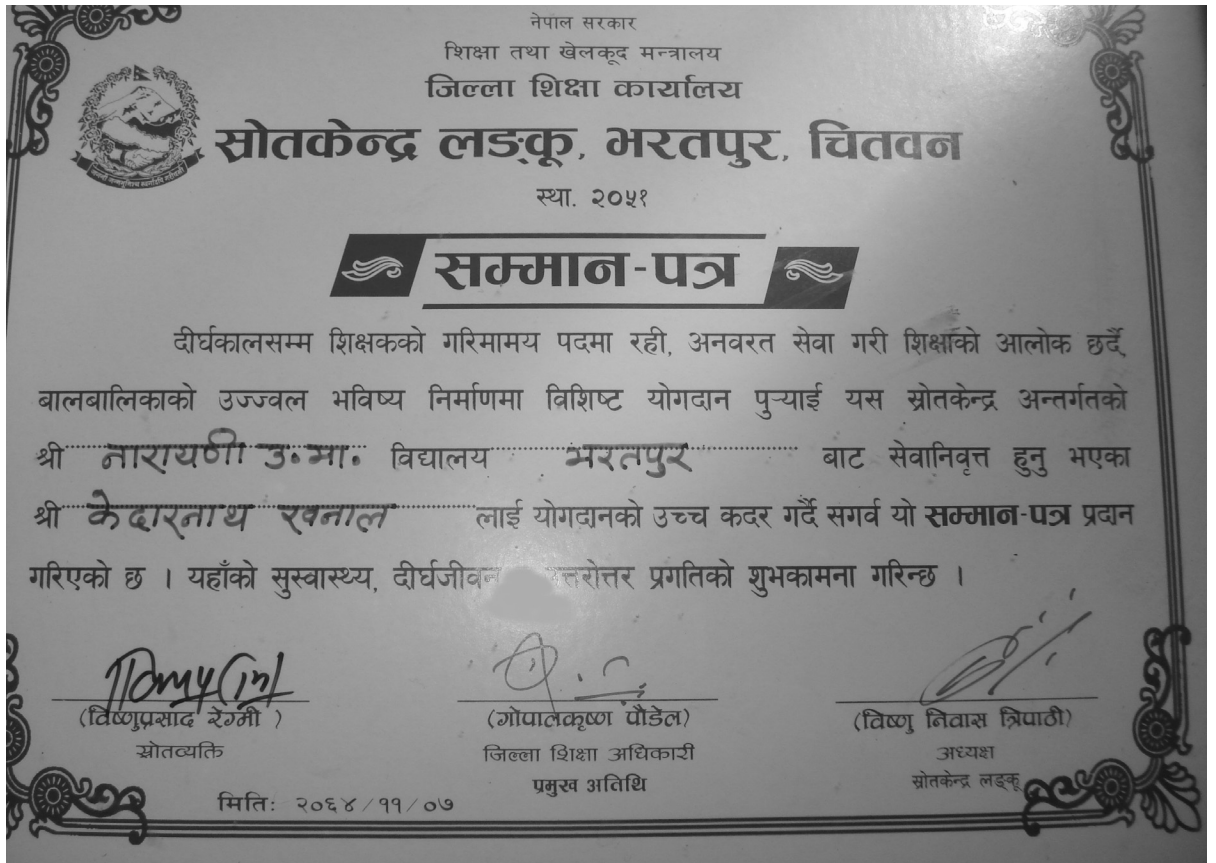 नेपाल सरकार
शिक्षा तथा खेलकूद मन्त्रालय
जिल्ला शिक्षा कार्यालय
स्रोतकेन्द्र लङ्कू, भरतपुर, चितवन
स्था. २०५१
सम्मान-पत्र
दीर्घकालसम्म शिक्षकको गरिमामय पदमा रही, अनवरत सेवा गरी शिक्षाको आलोक छर्दै
बालबालिकाको उज्ज्वल भविष्य निर्माणमा विशिष्ट योगदान पुर्‍याई यस स्रोतकेन्द्र अन्तर्गतको
श्री नारायणी उ.मा. विद्यालय भरतपुर बाट सेवानिवृत्त हुनु भएका
श्री केदारनाथ खनाल लाई योगदानको उच्च कदर गर्दै सगर्व यो सम्मान-पत्र प्रदान
गरिएको छ । यहाँको सुस्वास्थ्य, दीर्घजीवन प्रगतिको शुभकामना गरिन्छ ।
(विष्णुप्रसाद रेग्मी) (गोपालकृष्ण पौडेल) (विष्णु निवास त्रिपाठी)
स्रोतव्यक्ति जिल्ला शिक्षा अधिकारी अध्यक्ष
प्रमुख अतिथि स्रोतकेन्द्र लङ्कू
मिति: २०६४/११/०७